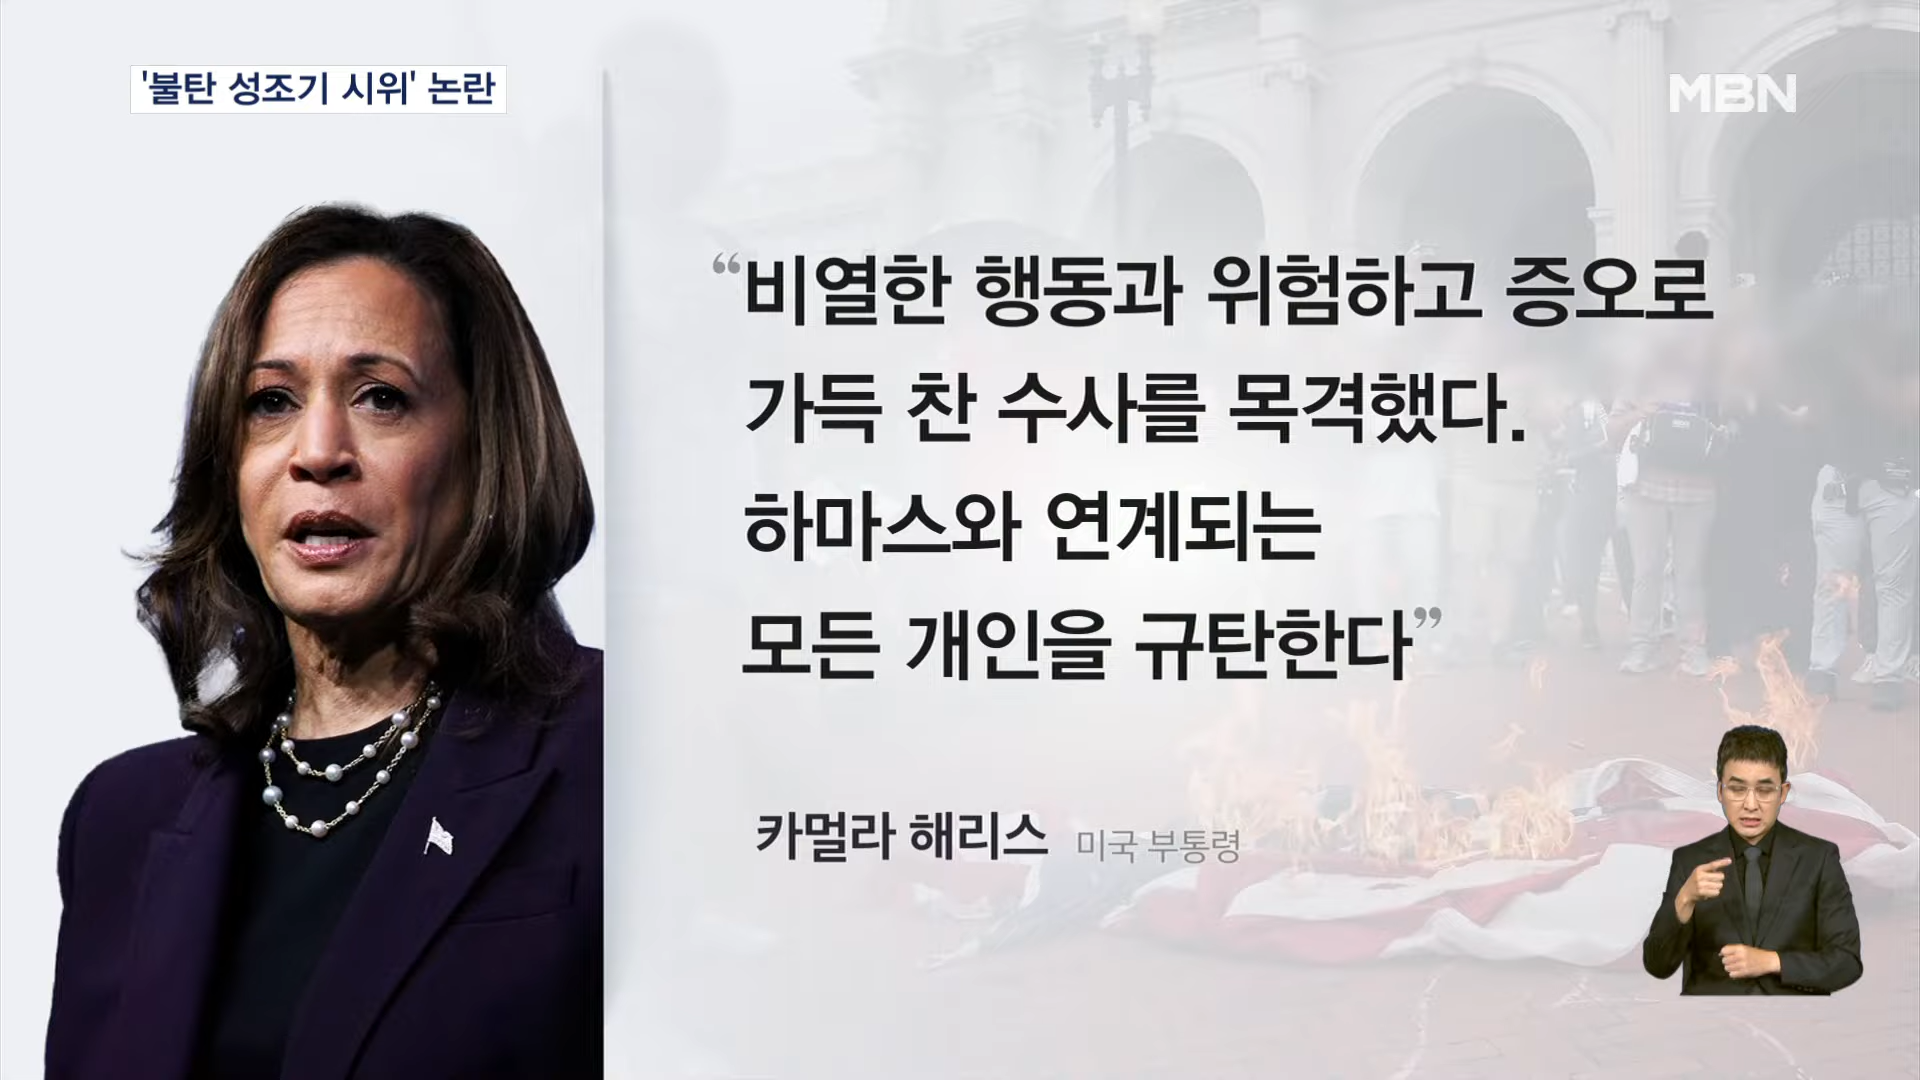 '불탄 성조기 시위' 논란
MBN
“비열한 행동과 위험하고 증오로
가득 찬 수사를 목격했다.
하마스와 연계되는
모든 개인을 규탄한다”
카멀라 해리스 미국 부통령